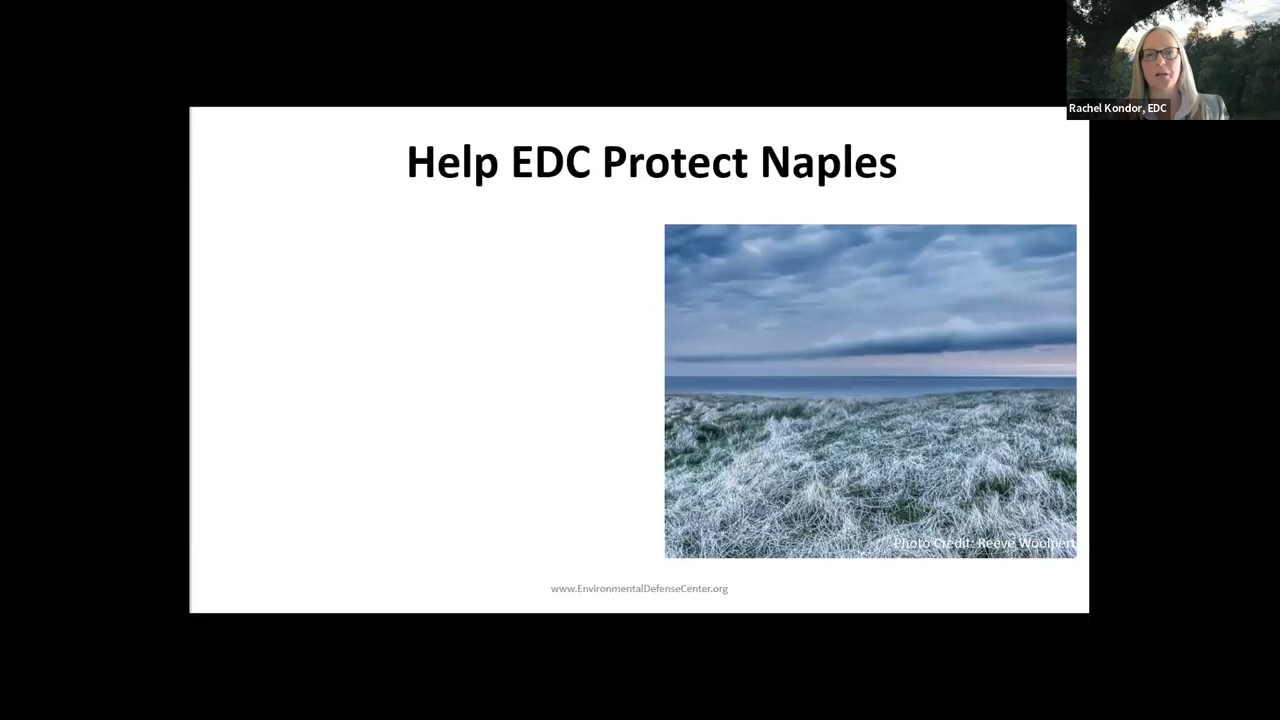 Rachel Kondor, EDC
Help EDC Protect Naples
Photo Credit: Reeve Woolpert
www.EnvironmentalDefenseCenter.org